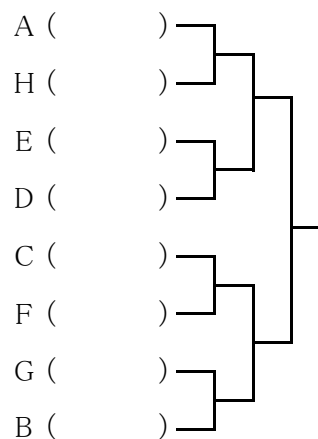 A (          )
H (          )
E (          )
D (          )
C (          )
F (          )
G (          )
B (          )